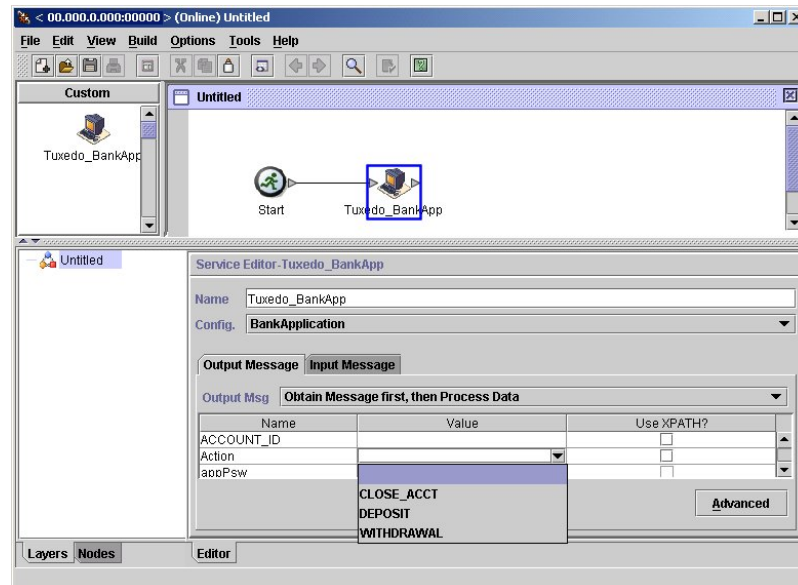 < 00.000.0.000:00000 > (Online) Untitled
File Edit View Build Options Tools Help
Custom
Tuxedo_BankApp
Untitled
Start
Tuxedo_BankApp
Untitled
Service Editor-Tuxedo_BankApp
Name Tuxedo_BankApp
Config. BankApplication
Output Message Input Message
Output Msg Obtain Message first, then Process Data
Name Value Use XPATH?
ACCOUNT_ID
Action
appPsw
CLOSE_ACCT
DEPOSIT
WITHDRAWAL
Advanced
Layers Nodes
Editor